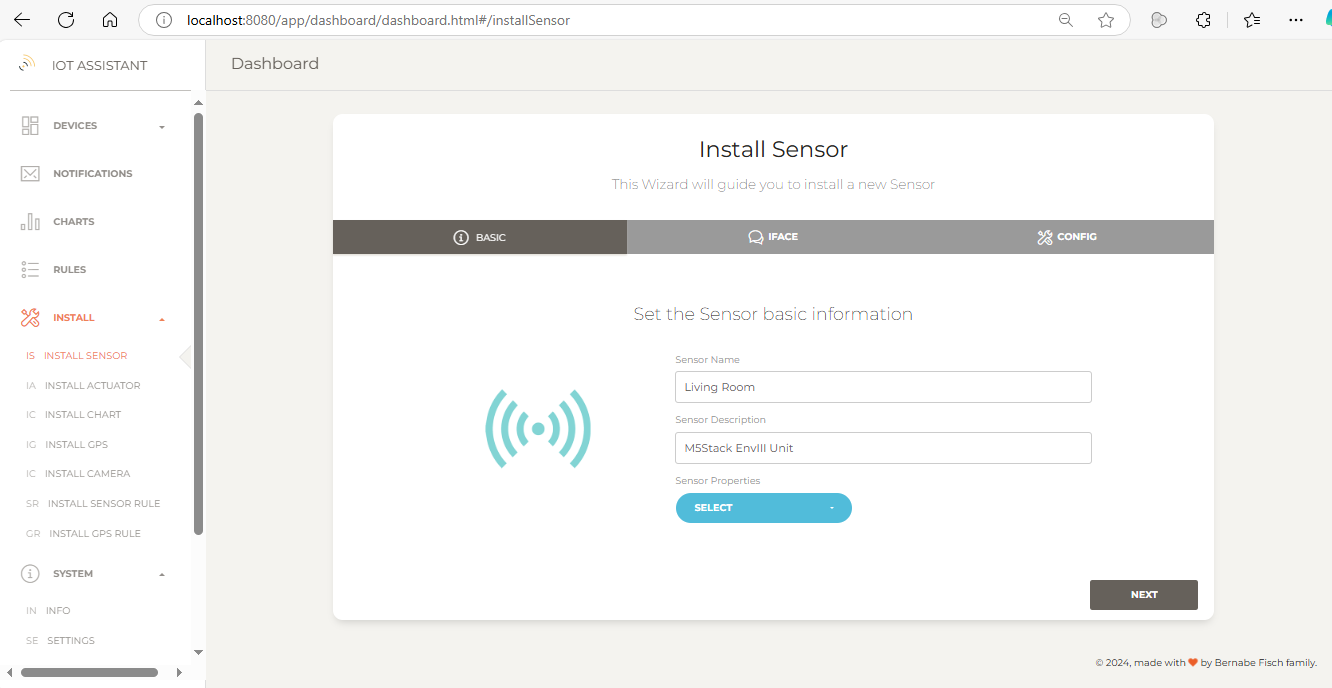 localhost:8080/app/dashboard/dashboard.html#/installSensor
IOT ASSISTANT
Dashboard
DEVICES
NOTIFICATIONS
CHARTS
RULES
INSTALL
IS INSTALL SENSOR
IA INSTALL ACTUATOR
IC INSTALL CHART
IG INSTALL GPS
IC INSTALL CAMERA
SR INSTALL SENSOR RULE
GR INSTALL GPS RULE
SYSTEM
IN INFO
SE SETTINGS
Install Sensor
This Wizard will guide you to install a new Sensor
BASIC
IFACE
CONFIG
Set the Sensor basic information
Sensor Name
Living Room
Sensor Description
M5Stack EnvIII Unit
Sensor Properties
SELECT
NEXT
© 2024, made with ❤ by Bernabe Fisch family.